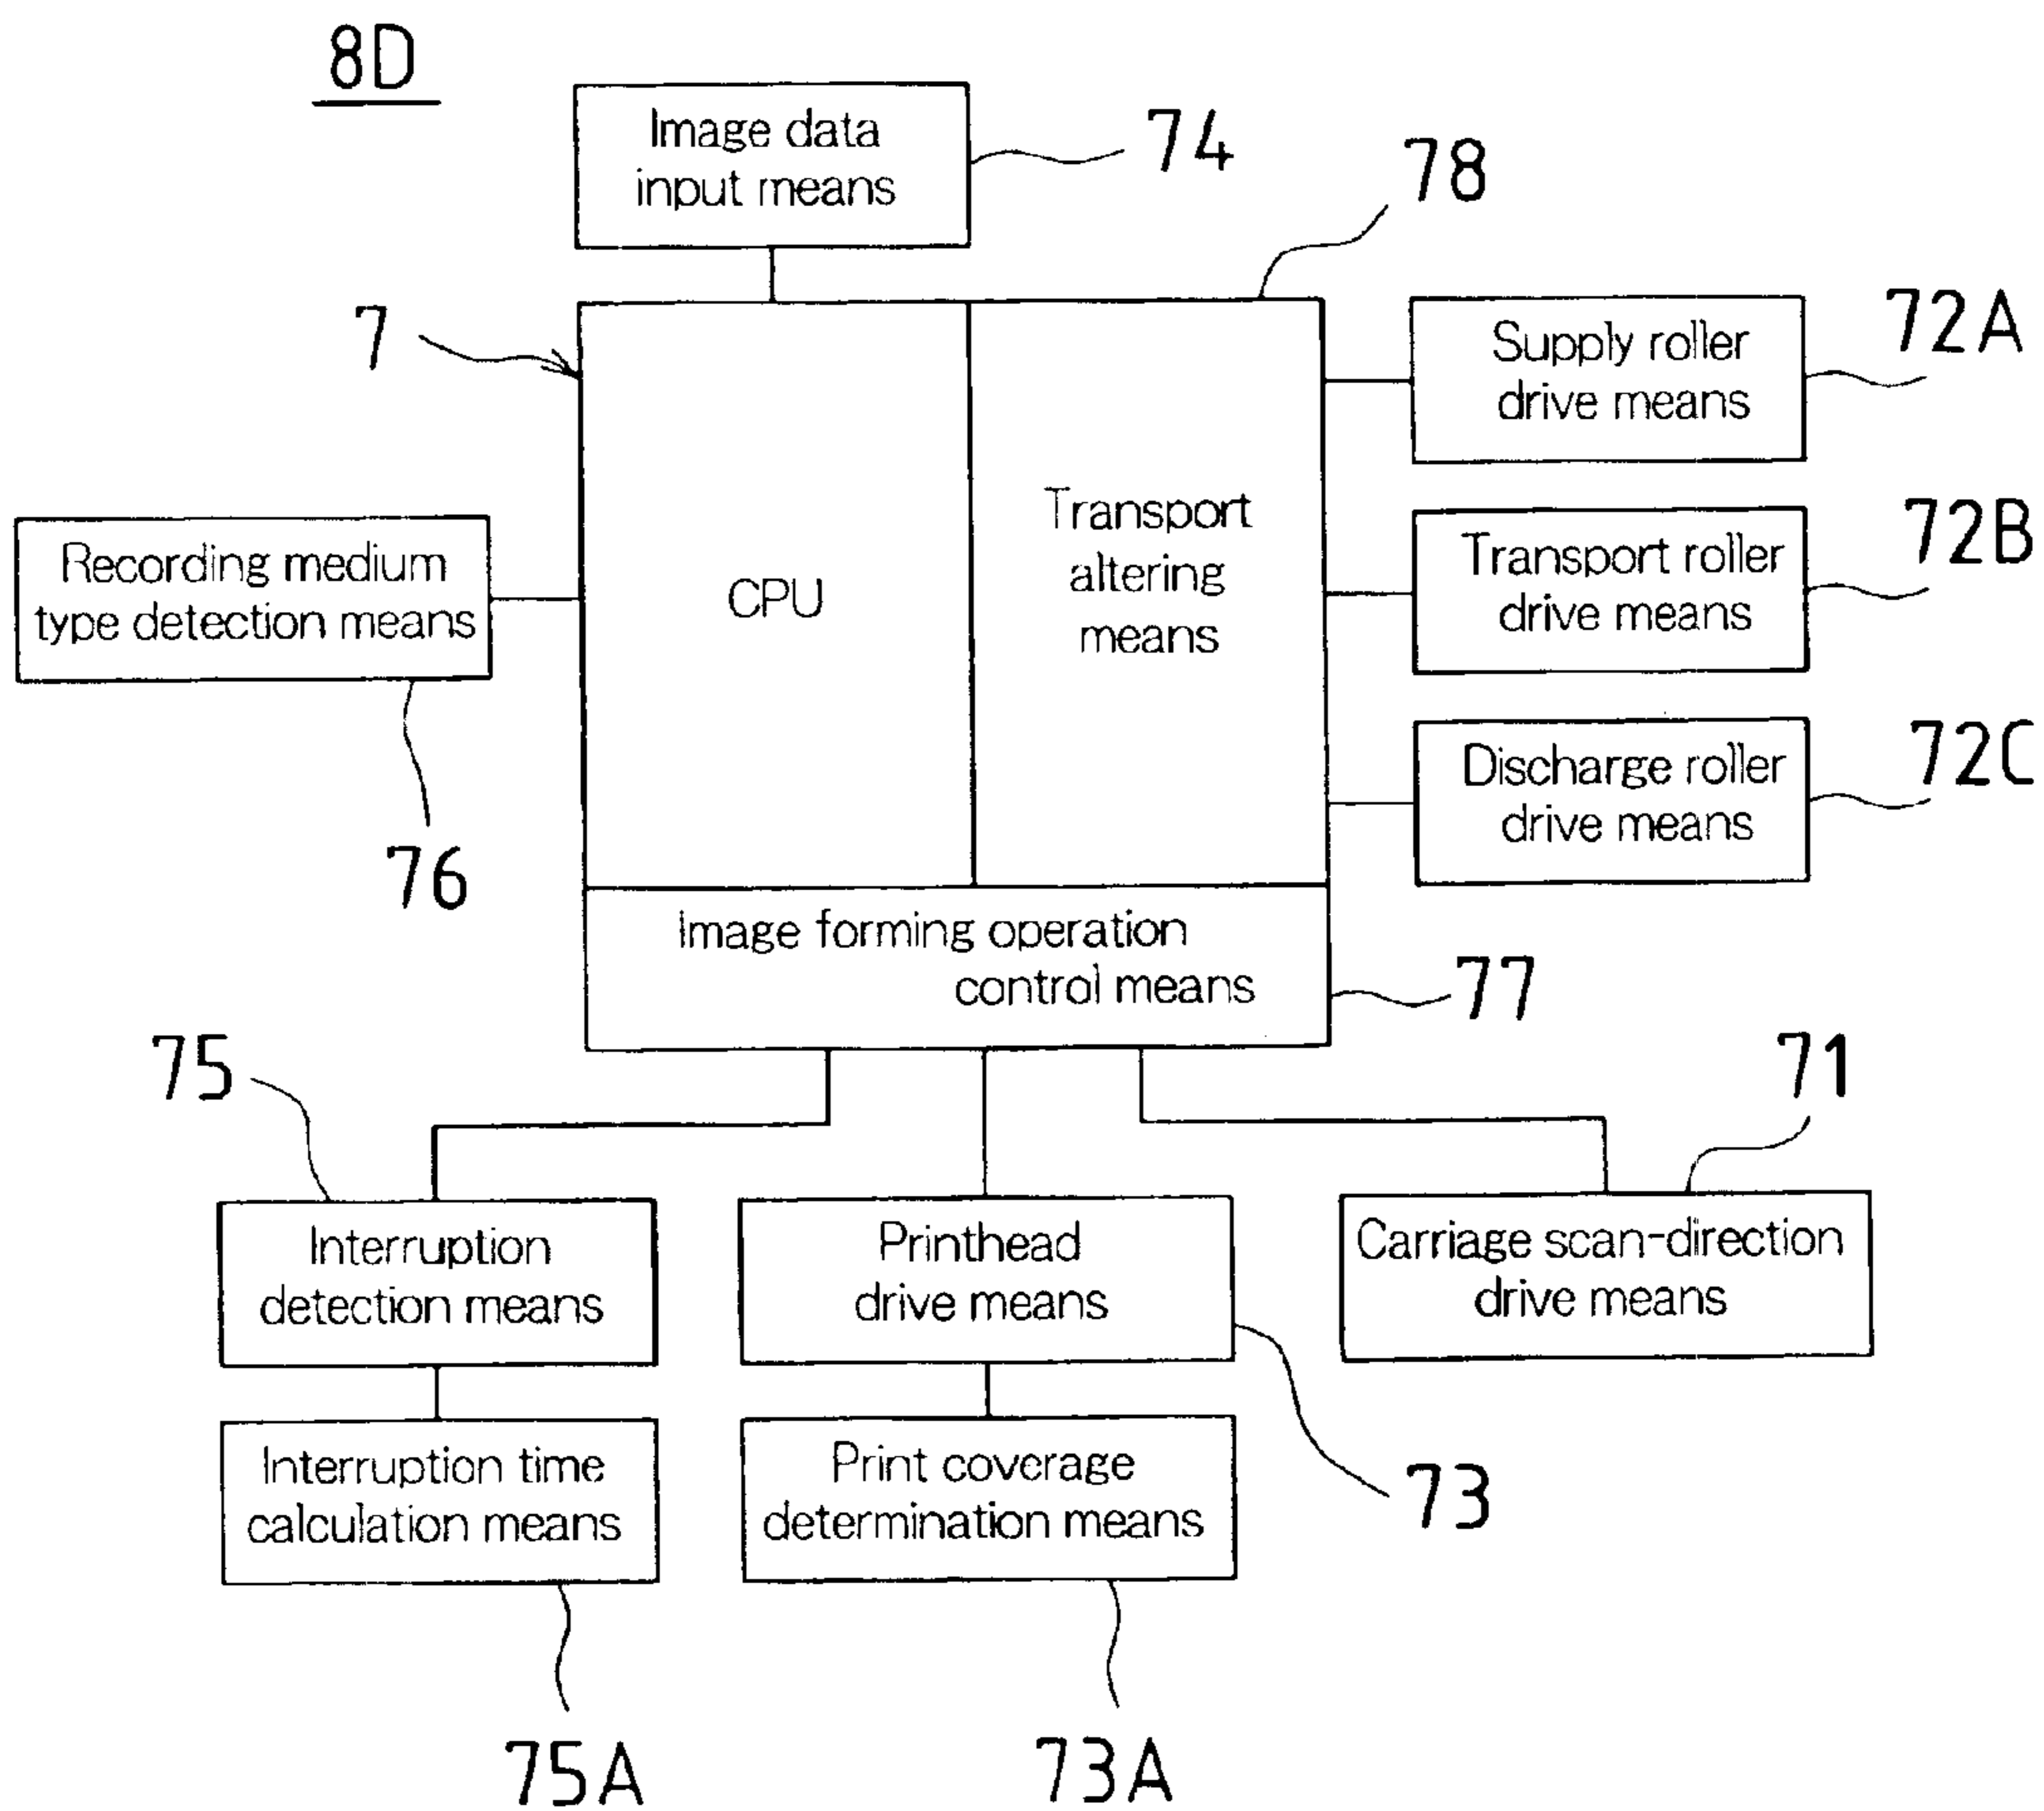 8D
Image data
input means
74
78
7
Supply roller
drive means
72A
Recording medium
type detection means
76
CPU
Transport
altering
means
Transport roller
drive means
72B
Discharge roller
drive means
72C
Image forming operation
control means
77
75
71
Interruption
detection means
Printhead
drive means
Carriage scan-direction
drive means
73
Interruption time
calculation means
Print coverage
determination means
75A
73A